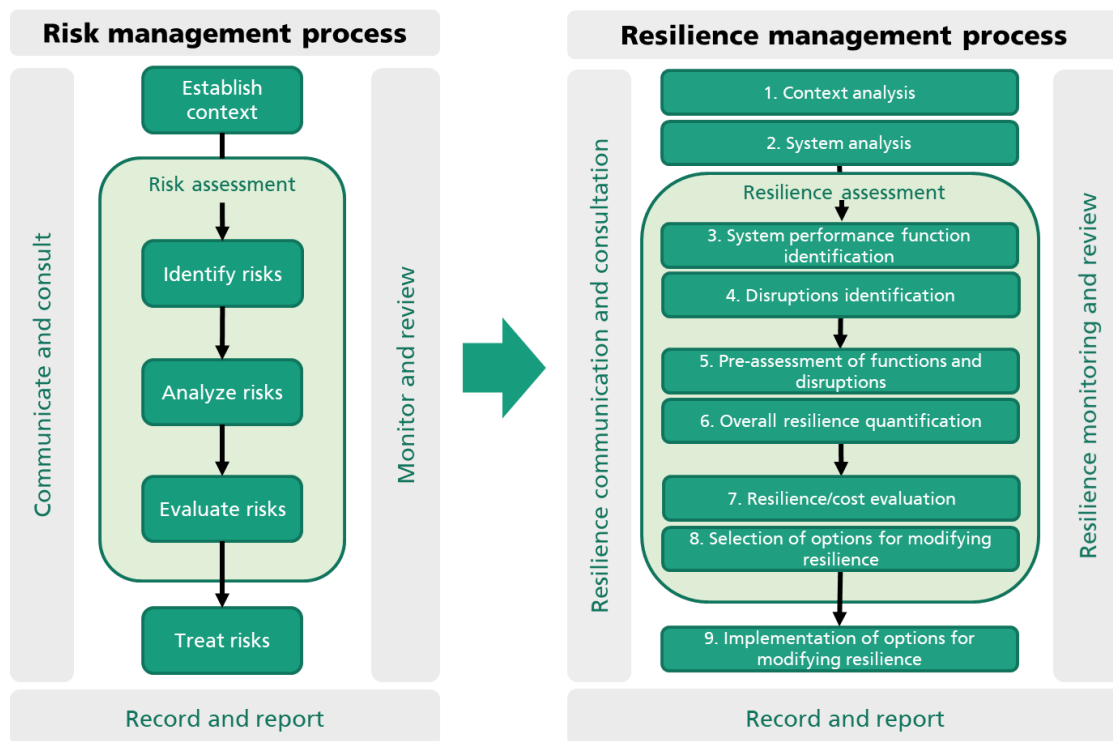 Risk management process
Communicate and consult
Establish
context
Risk assessment
Identify risks
Analyze risks
Evaluate risks
Treat risks
Monitor and review
Record and report
Resilience management process
Resilience communication and consultation
1. Context analysis
2. System analysis
Resilience assessment
3. System performance function
identification
4. Disruptions identification
5. Pre-assessment of functions and
disruptions
6. Overall resilience quantification
7. Resilience/cost evaluation
8. Selection of options for modifying
resilience
9. Implementation of options for
modifying resilience
Resilience monitoring and review
Record and report